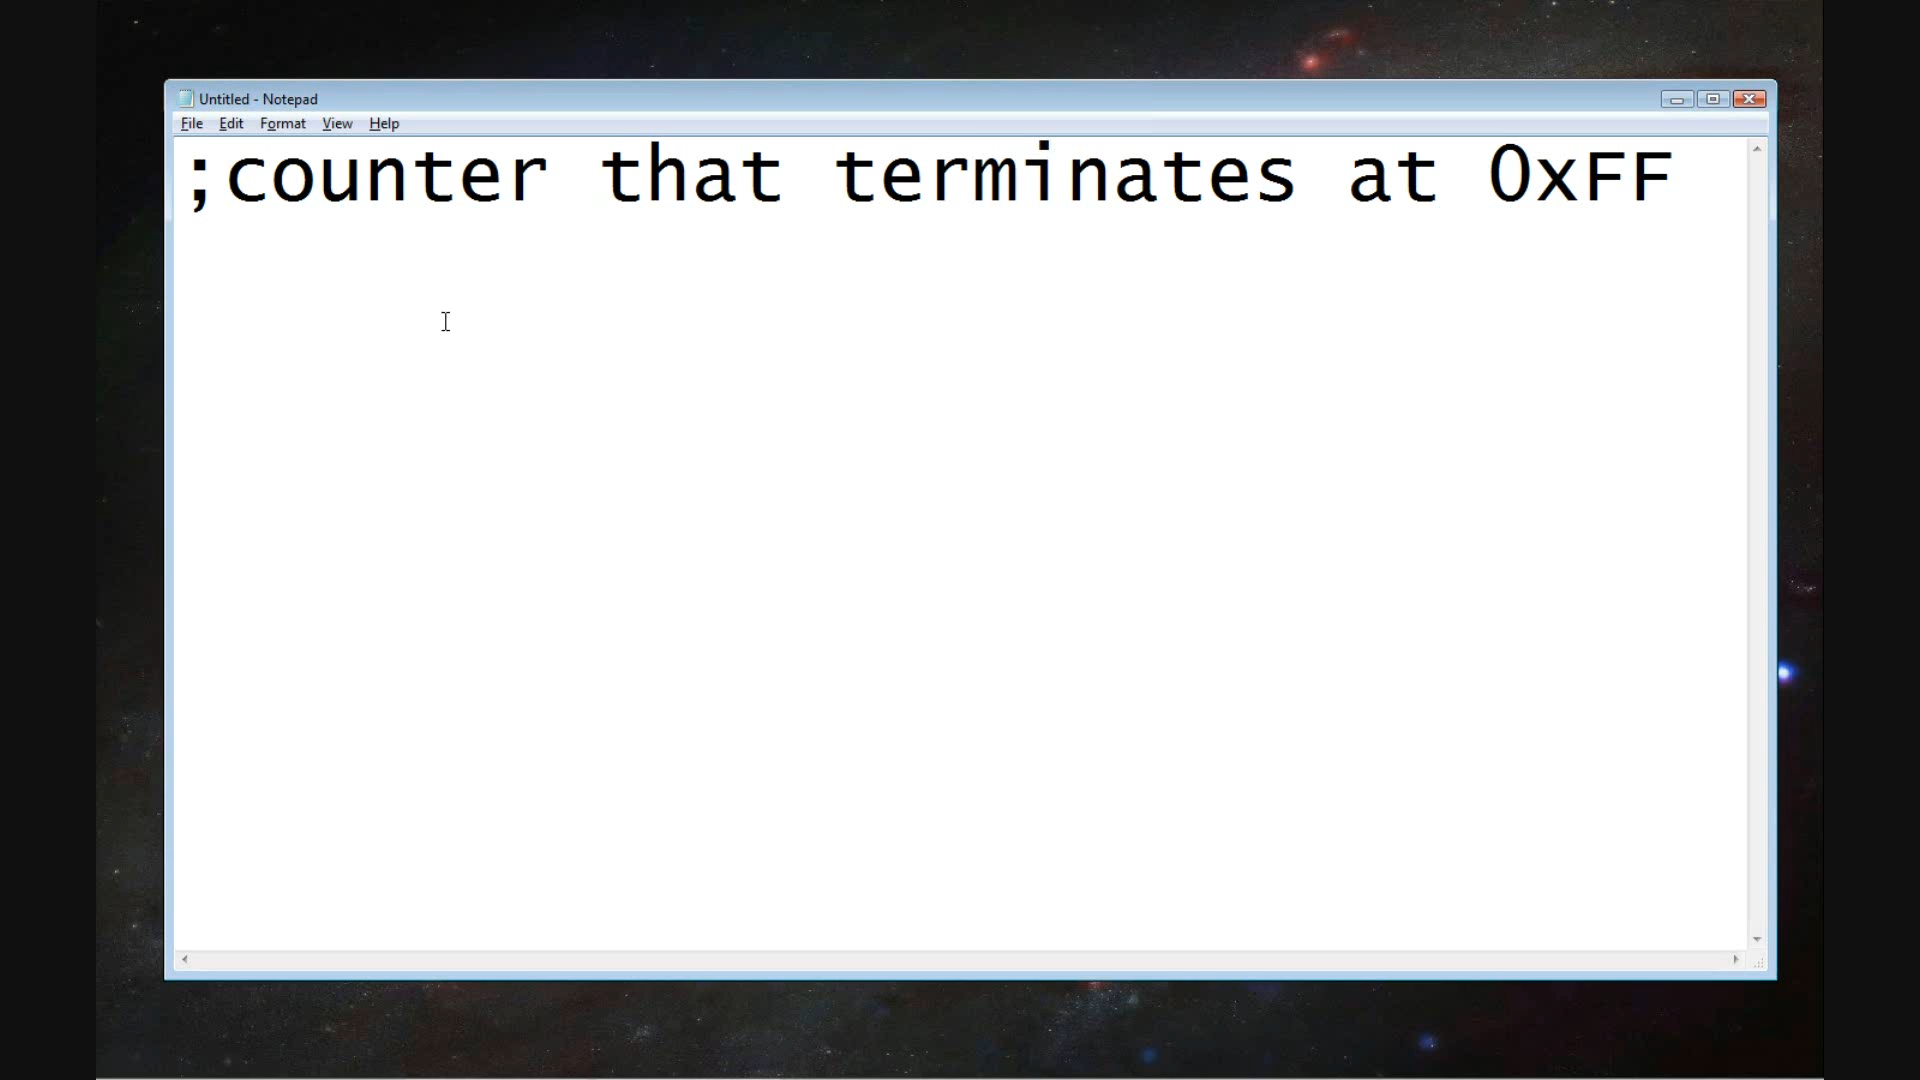 Untitled - Notepad
File Edit Format View Help
;counter that terminates at 0xFF